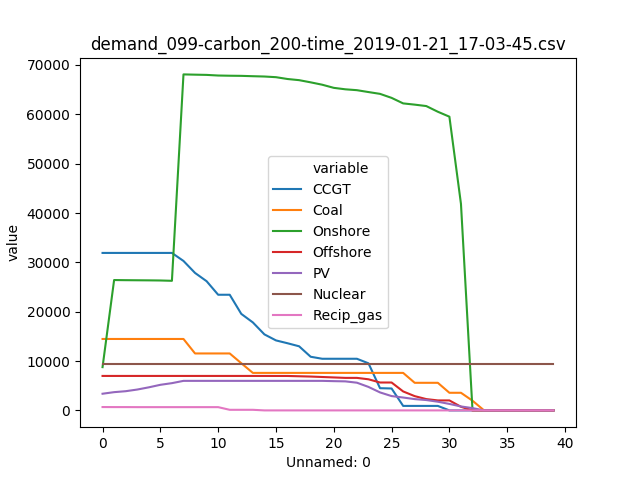 demand_099-carbon_200-time_2019-01-21_17-03-45.csv
value
70000
60000
50000
40000
30000
20000
10000
0
variable
CCGT
Coal
Onshore
Offshore
PV
Nuclear
Recip_gas
0 5 10 15 20 25 30 35 40
Unnamed: 0